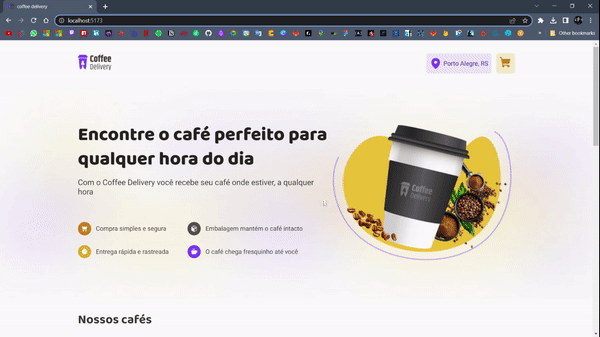 coffee delivery
localhost:5173
Other bookmarks
Coffee
Delivery
Porto Alegre, RS
Encontre o café perfeito para
qualquer hora do dia
Com o Coffee Delivery você recebe seu café onde estiver, a qualquer
hora
Compra simples e segura
Embalagem mantém o café intacto
Entrega rápida e rastreada
O café chega fresquinho até você
Coffee
Delivery
Nossos cafés